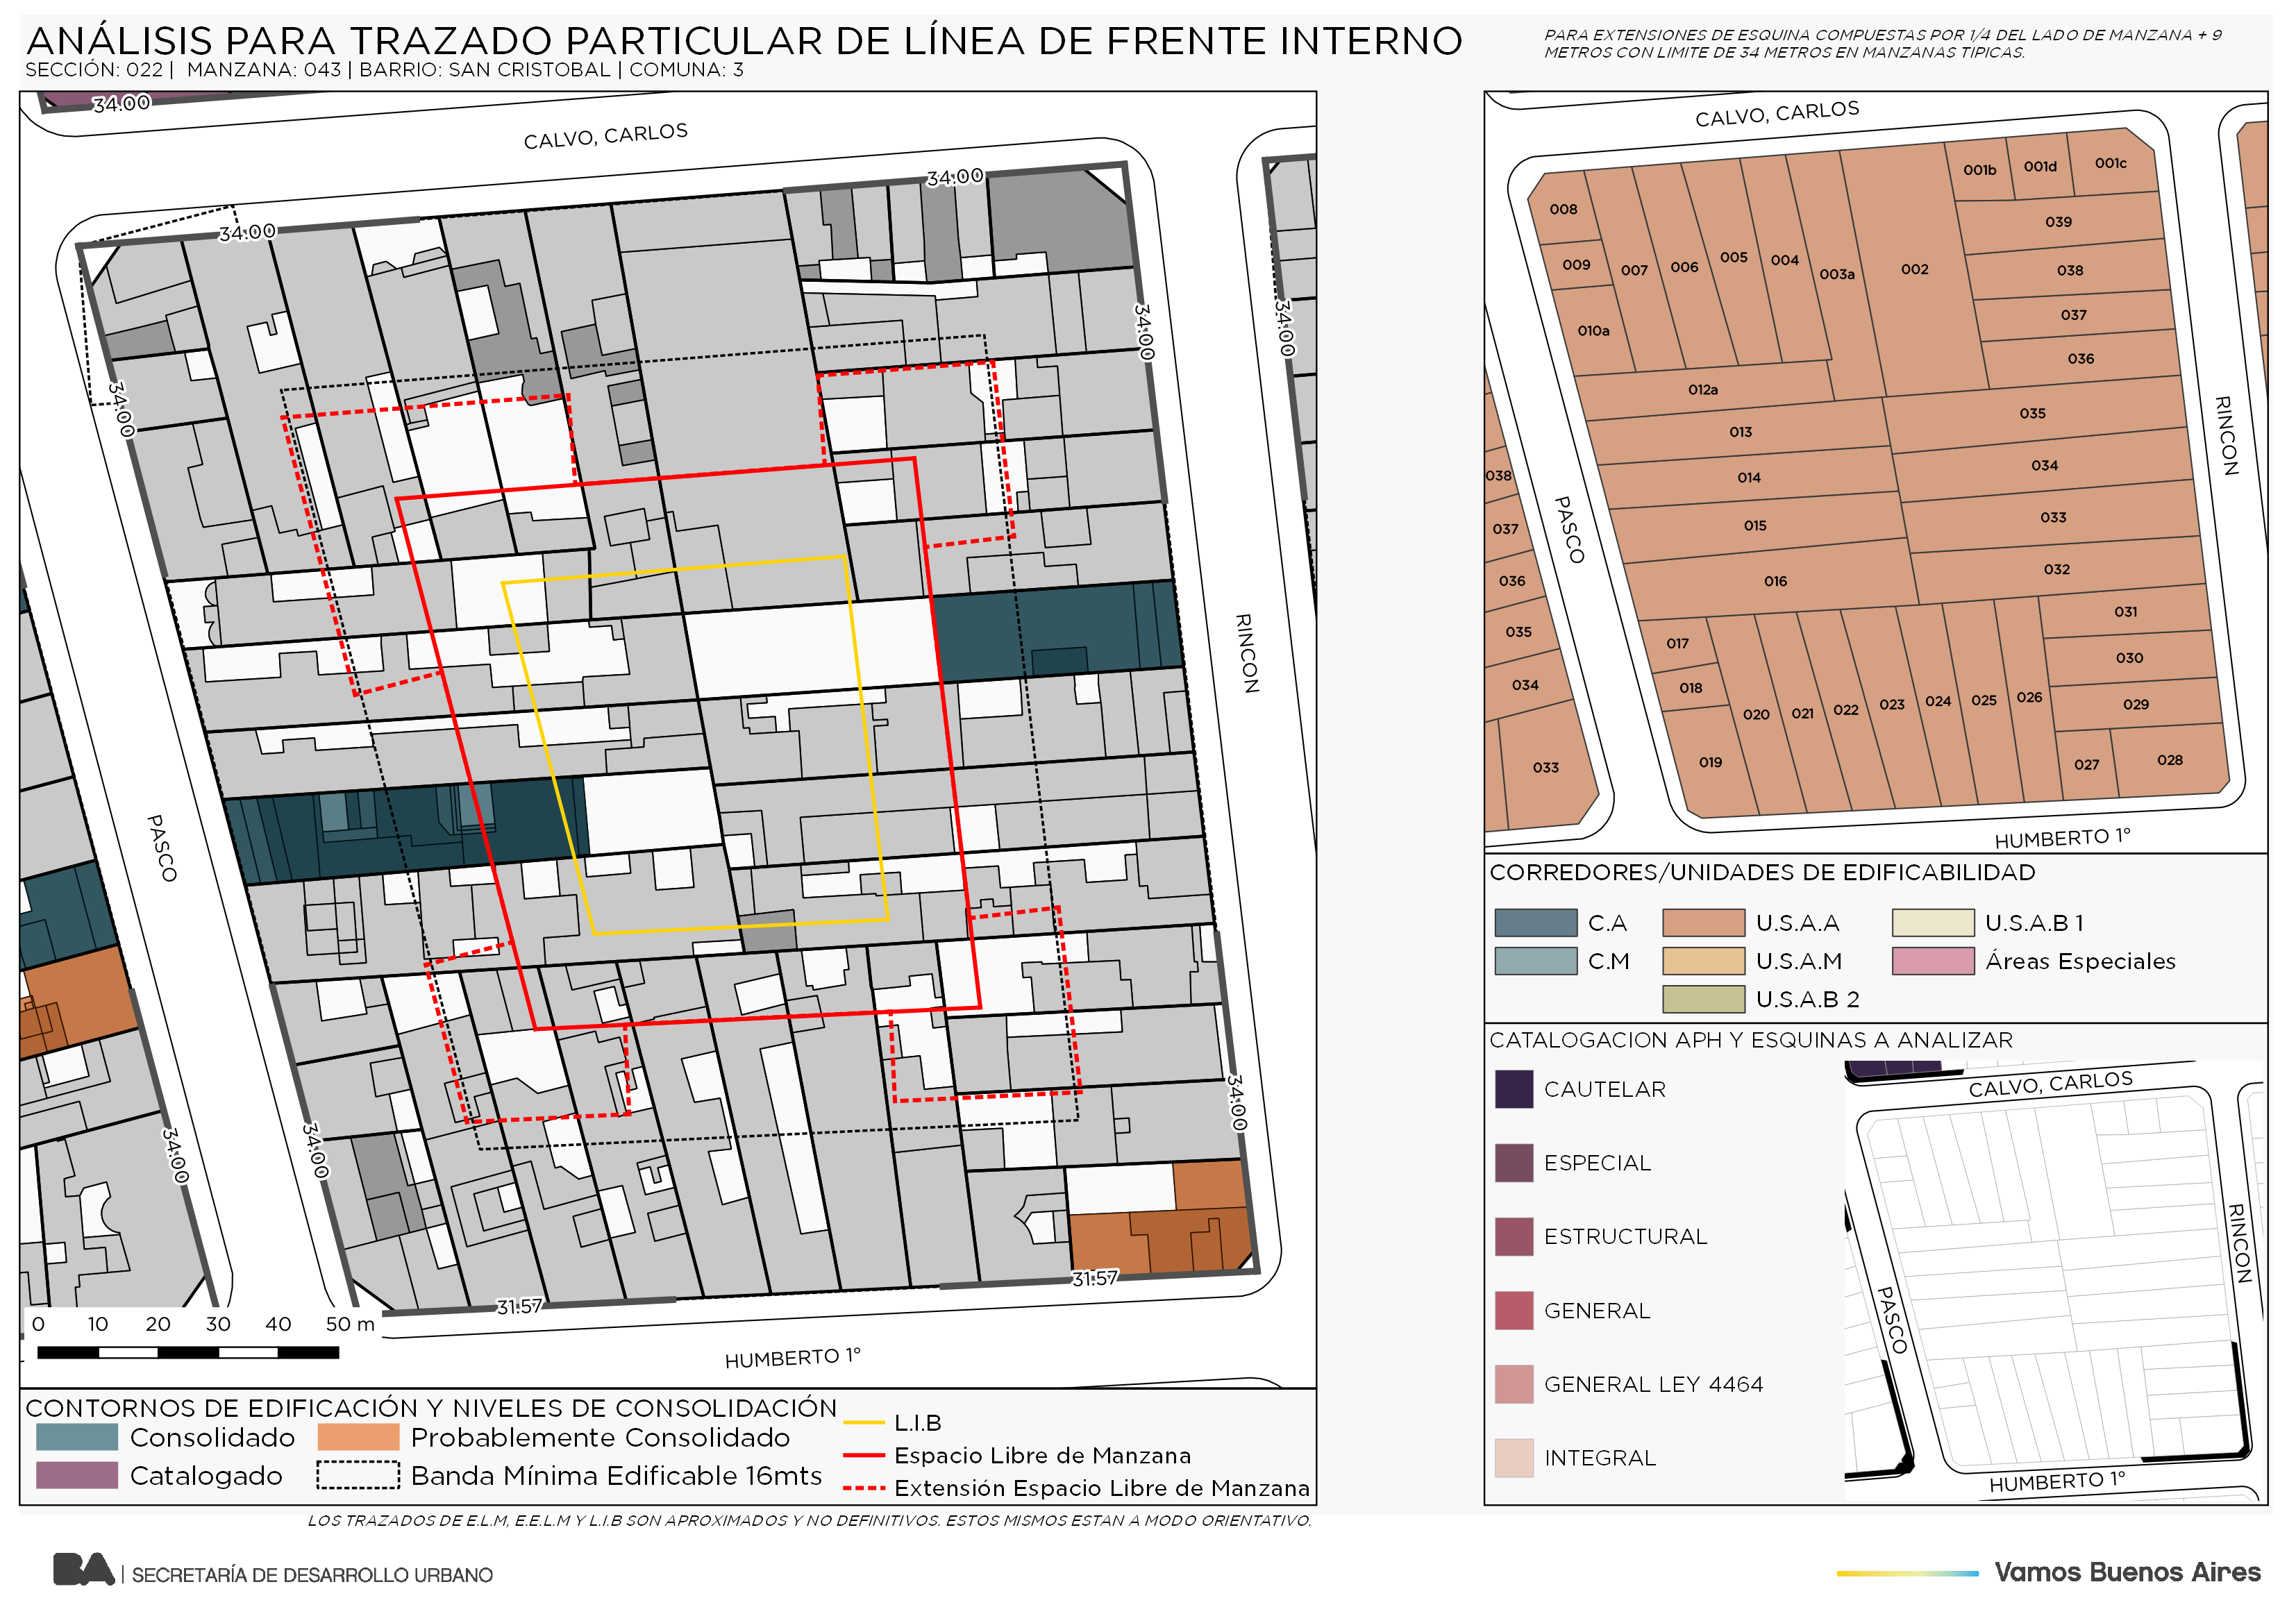 ANÁLISIS PARA TRAZADO PARTICULAR DE LÍNEA DE FRENTE INTERNO
SECCIÓN: 022 | MANZANA: 043 | BARRIO: SAN CRISTOBAL | COMUNA: 3
PARA EXTENSIONES DE ESQUINA COMPUESTAS POR 1/4 DEL LADO DE MANZANA + 9
METROS CON LIMITE DE 34 METROS EN MANZANAS TIPICAS.
34.00
CALVO, CARLOS
34.00
34.00
34.00
34.00
34.00
RINCON
PASCO
34.00
34.00
34.00
31.57
31.57
HUMBERTO 1°
0 10 20 30 40 50 m
CONTORNOS DE EDIFICACIÓN Y NIVELES DE CONSOLIDACIÓN
Consolidado
Probablemente Consolidado
Catalogado
Banda Mínima Edificable 16mts
L.I.B
Espacio Libre de Manzana
Extensión Espacio Libre de Manzana
LOS TRAZADOS DE E.L.M, E.E.L.M Y L.I.B SON APROXIMADOS Y NO DEFINITIVOS. ESTOS MISMOS ESTAN A MODO ORIENTATIVO.
CALVO, CARLOS
001b
001d
001c
008
039
009
007
006
005
004
003a
002
038
010a
037
036
012a
035
013
034
014
033
015
032
016
031
017
030
018
029
020
021
022
023
024
025
026
019
027
028
038
037
036
035
034
033
PASCO
RINCON
HUMBERTO 1°
CORREDORES/UNIDADES DE EDIFICABILIDAD
C.A
U.S.A.A
U.S.A.B 1
C.M
U.S.A.M
Áreas Especiales
U.S.A.B 2
CATALOGACION APH Y ESQUINAS A ANALIZAR
CAUTELAR
ESPECIAL
ESTRUCTURAL
GENERAL
GENERAL LEY 4464
INTEGRAL
CALVO, CARLOS
RINCON
PASCO
HUMBERTO 1°
BA | SECRETARÍA DE DESARROLLO URBANO
Vamos Buenos Aires